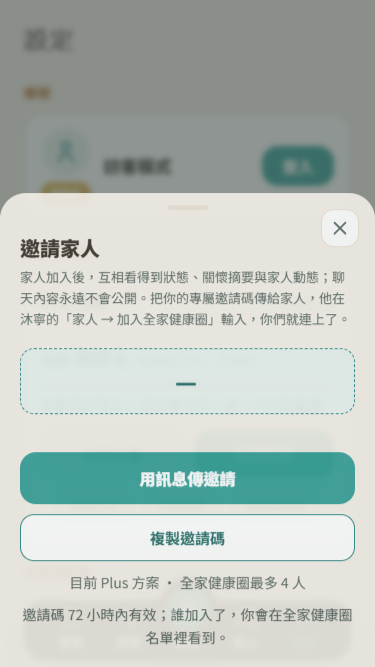 設定
訪客模式
登入
邀請家人
家人加入後，互相看得到狀態、關懷摘要與家人動態；聊
天內容永遠不會公開。把你的專屬邀請碼傳給家人，他在
沐寧的「家人 → 加入全家健康圈」輸入，你們就連上了。
—
用訊息傳邀請
複製邀請碼
目前 Plus 方案 · 全家健康圈最多 4 人
邀請碼 72 小時內有效；誰加入了，你會在全家健康圈
名單裡看到。